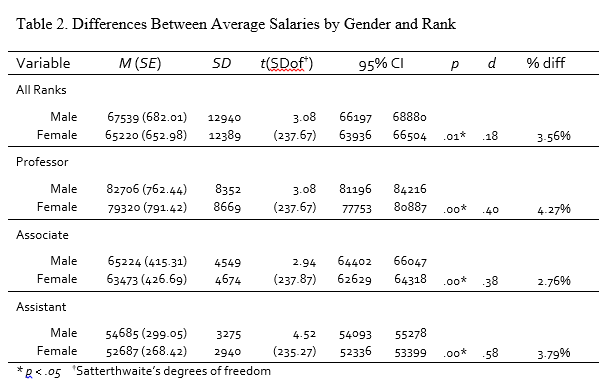 Table 2. Differences Between Average Salaries by Gender and Rank
Variable M (SE) SD t(SDof†) 95% CI p d % diff
All Ranks
Male 67539 (682.01) 12940 3.08 66197 68880
Female 65220 (652.98) 12389 (237.67) 63936 66504 .01* .18 3.56%
Professor
Male 82706 (762.44) 8352 3.08 81196 84216
Female 79320 (791.42) 8669 (237.67) 77753 80887 .00* .40 4.27%
Associate
Male 65224 (415.31) 4549 2.94 64402 66047
Female 63473 (426.69) 4674 (237.87) 62629 64318 .00* .38 2.76%
Assistant
Male 54685 (299.05) 3275 4.52 54093 55278
Female 52687 (268.42) 2940 (235.27) 52336 53399 .00* .58 3.79%
* p < .05 †Satterthwaite's degrees of freedom